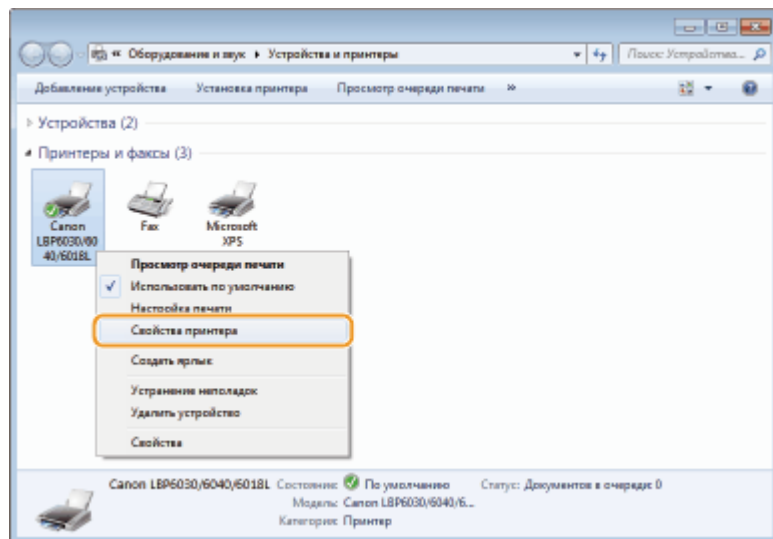 « Оборудование и звук ▸ Устройства и принтеры
Поиск: Устройства...
Добавление устройства Установка принтера Просмотр очереди печати »
Устройства (2)
Принтеры и факсы (3)
Canon LBP6030/60 40/6018L
Fax
Microsoft XPS
Просмотр очереди печати
Использовать по умолчанию
Настройка печати
Свойства принтера
Создать ярлык
Устранение неполадок
Удалить устройство
Свойства
Canon LBP6030/6040/6018L Состояние: По умолчанию Статус: Документов в очереди: 0
Модель: Canon LBP6030/6040/6...
Категория: Принтер